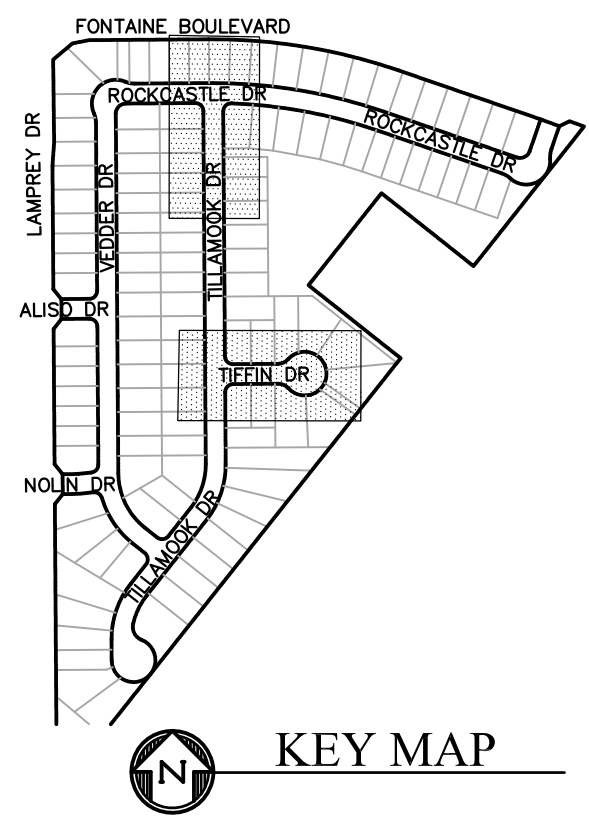 FONTAINE BOULEVARD
ROCKCASTLE DR
ROCKCASTLE DR
LAMPREY DR
VEDDER DR
TILLAMOOK DR
ALISO DR
TIFFIN DR
NOLIN DR
TILLAMOOK DR
N
KEY MAP